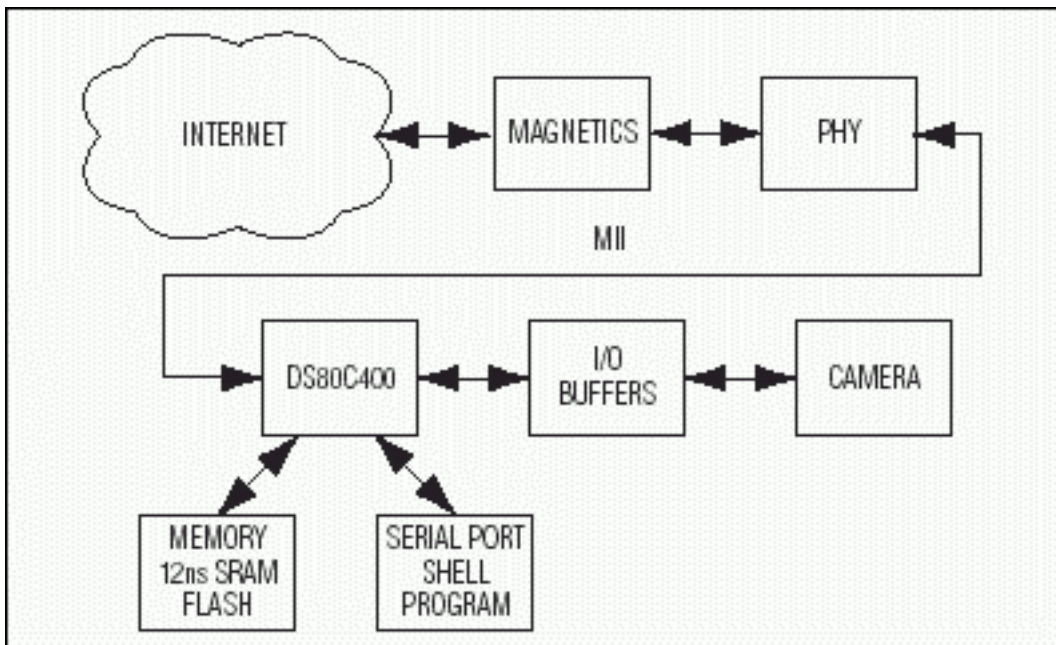 INTERNET
MAGNETICS
PHY
MII
DS80C400
I/O
BUFFERS
CAMERA
MEMORY
12ns SRAM
FLASH
SERIAL PORT
SHELL
PROGRAM